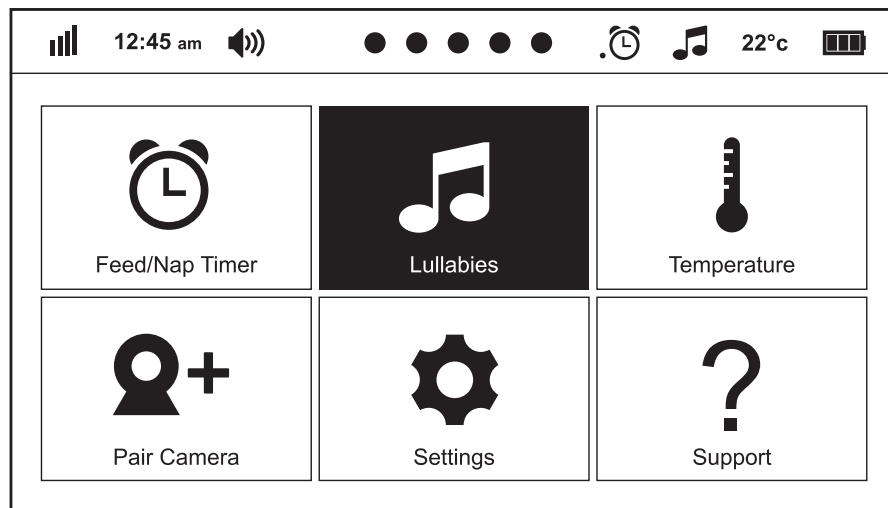 12:45 am 22°c
Feed/Nap Timer Lullabies Temperature
Pair Camera Settings Support